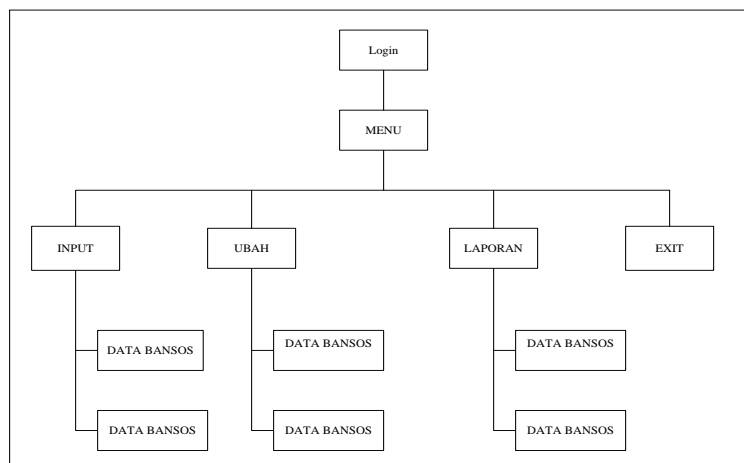 Login
MENU
INPUT
UBAH
LAPORAN
EXIT
DATA BANSOS
DATA BANSOS
DATA BANSOS
DATA BANSOS
DATA BANSOS
DATA BANSOS